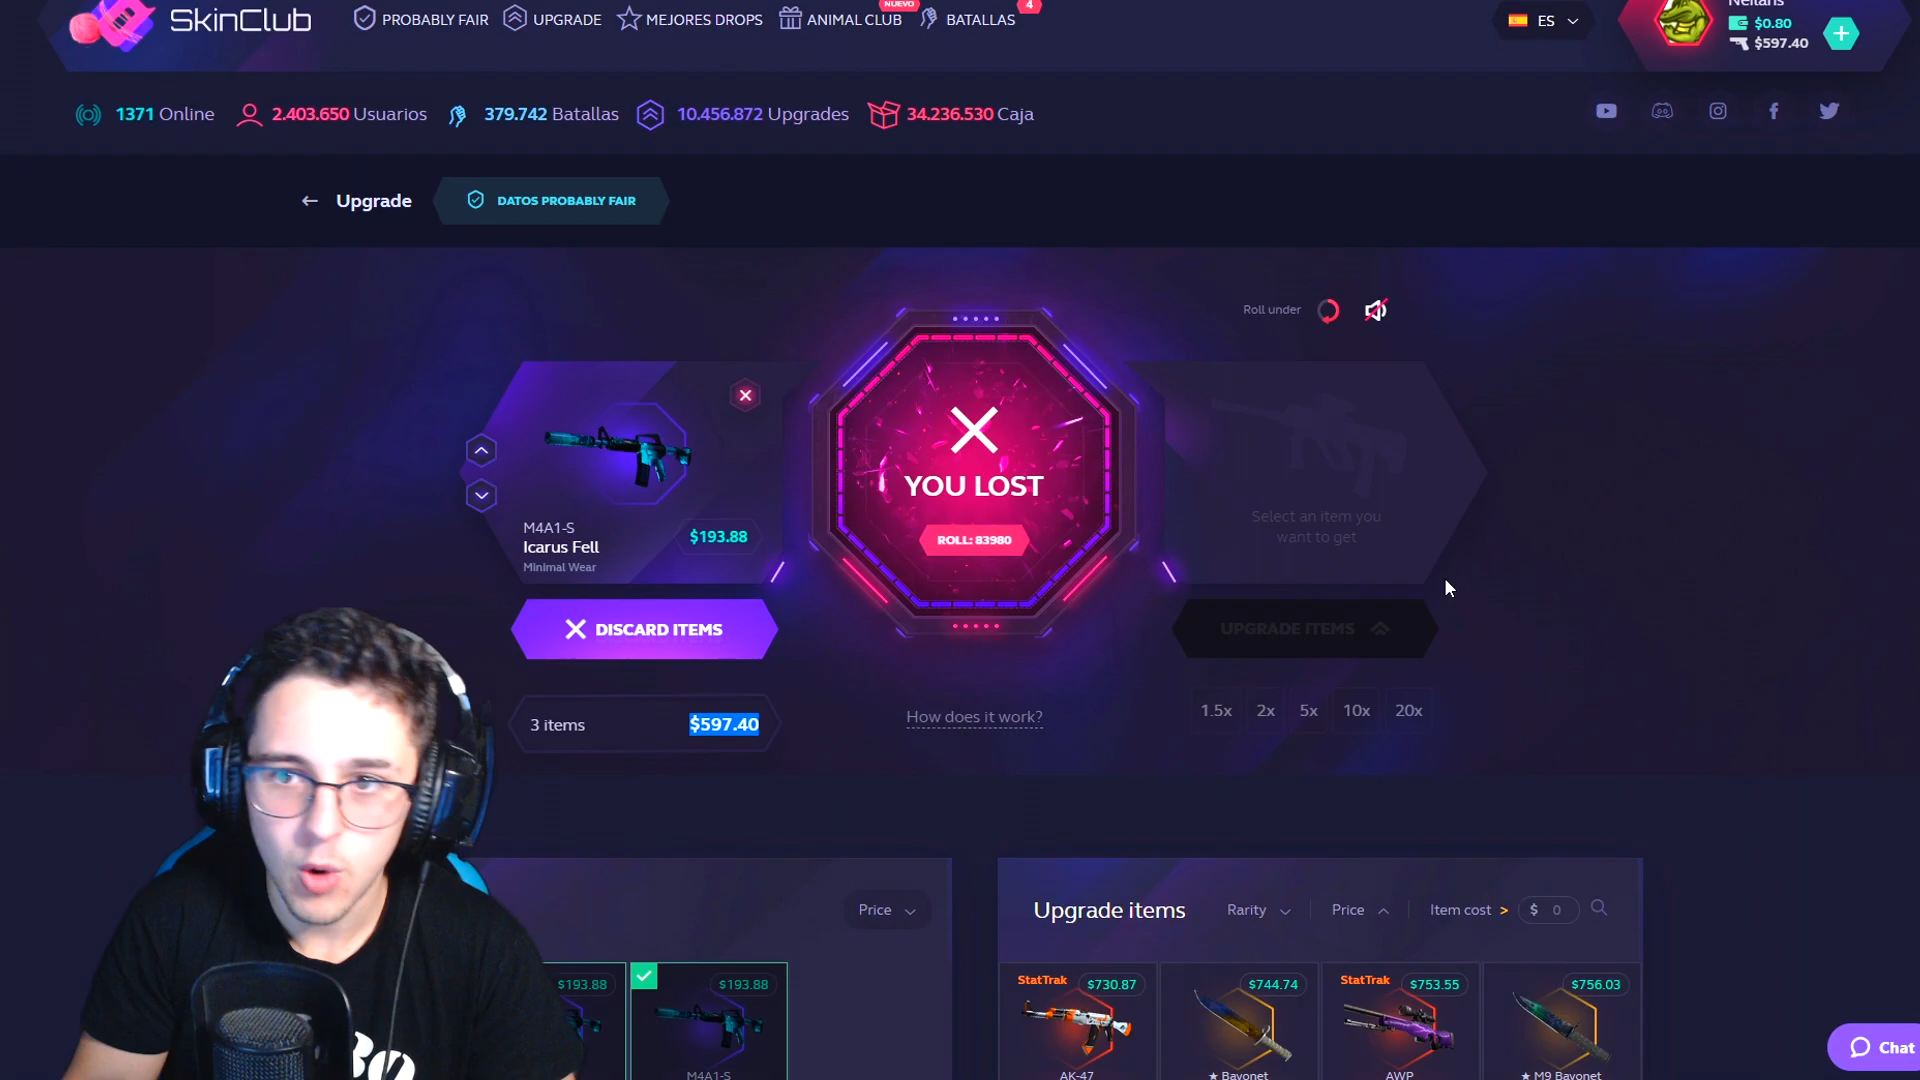 SKINCLUB
PROBABLY FAIR
UPGRADE
MEJORES DROPS
ANIMAL CLUB
NUEVO
BATALLAS
4
ES
$0.80
$597.40
1371 Online
2.403.650 Usuarios
379.742 Batallas
10.456.872 Upgrades
34.236.530 Caja
Upgrade
DATOS PROBABLY FAIR
Roll under
YOU LOST
ROLL: 83980
M4A1-S
Icarus Fell
Minimal Wear
$193.88
Select an item you
want to get
DISCARD ITEMS
UPGRADE ITEMS
3 items
$597.40
How does it work?
1.5x
2x
5x
10x
20x
Price
Upgrade items
Rarity
Price
Item cost >
$ 0
$193.88
$193.88
M4A1-S
StatTrak
$730.87
AK-47
$744.74
★ Bayonet
StatTrak
$753.55
AWP
$756.03
★ M9 Bayonet
Chat